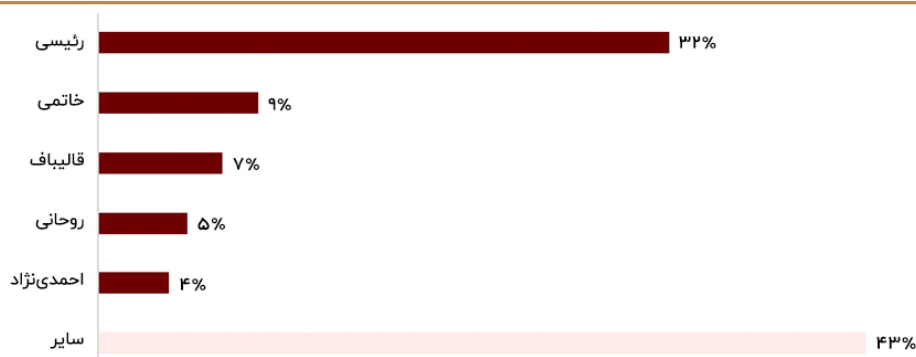 رئیسی ۳۲%
خاتمی ۹%
قالیباف ۷%
روحانی ۵%
احمدی‌نژاد ۴%
سایر ۴۳%